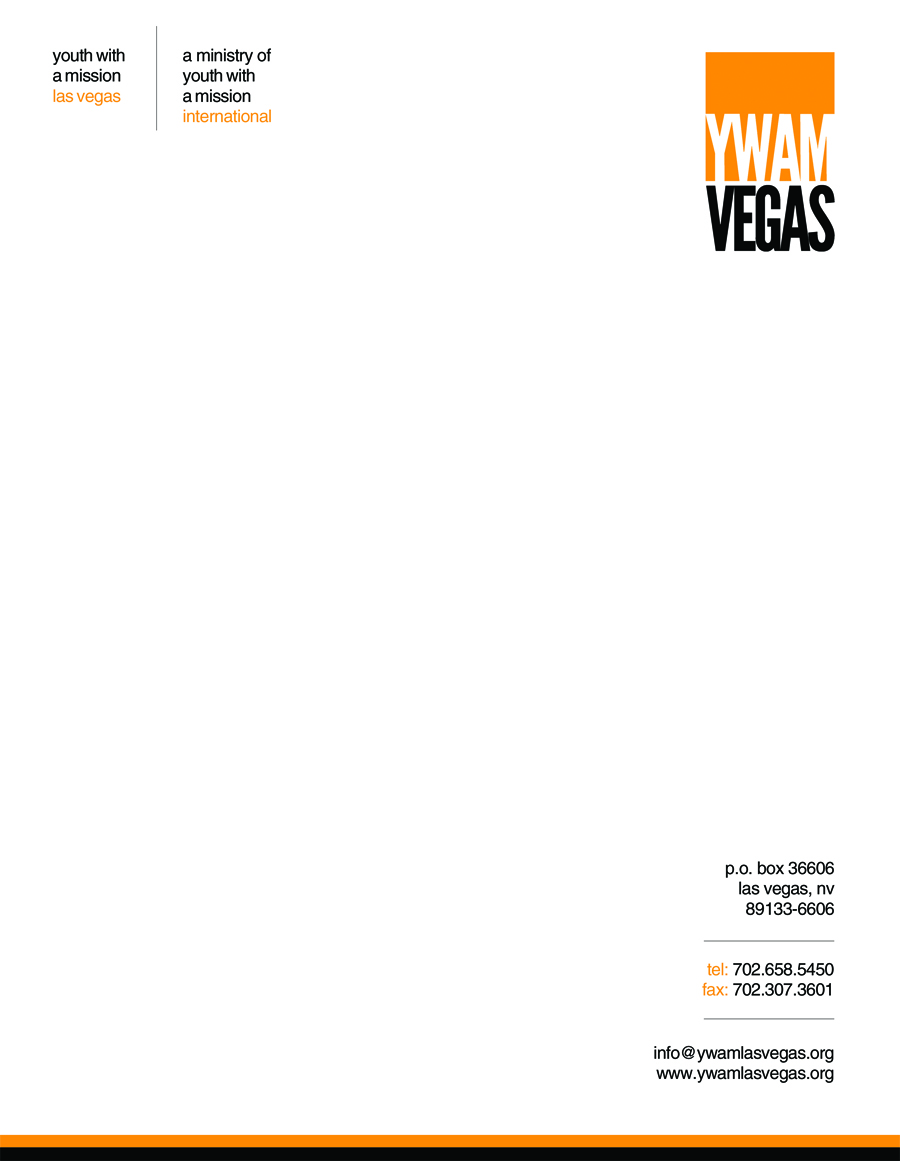 youth with
a mission
las vegas
a ministry of
youth with
a mission
international
YWAM
VEGAS
p.o. box 36606
las vegas, nv
89133-6606
tel: 702.658.5450
fax: 702.307.3601
info@ywamlasvegas.org
www.ywamlasvegas.org